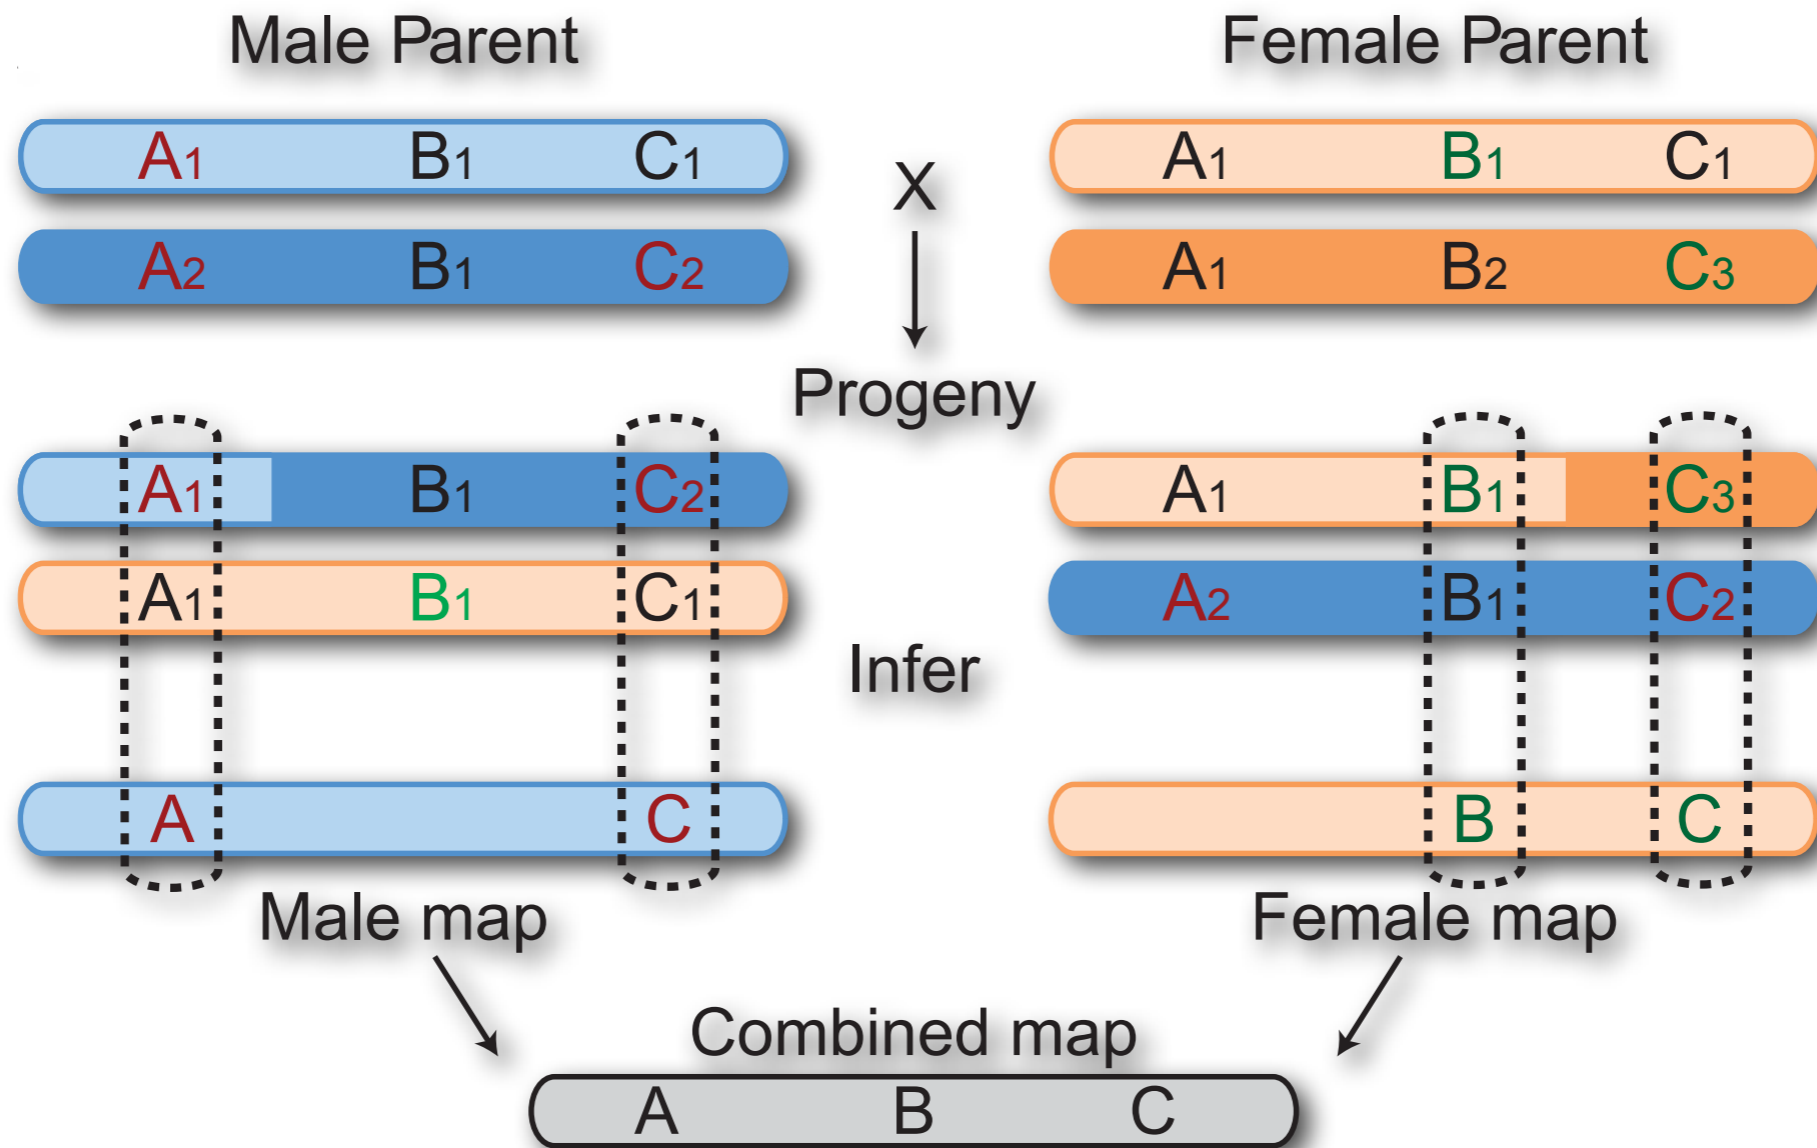 Male Parent
Female Parent
A1 B1 C1
A2 B1 C2
X
A1 B1 C1
A1 B2 C3
Progeny
A1 B1 C2
A1 B1 C1
A1 B1 C3
A2 B1 C2
Infer
A C
B C
Male map
Female map
Combined map
A B C